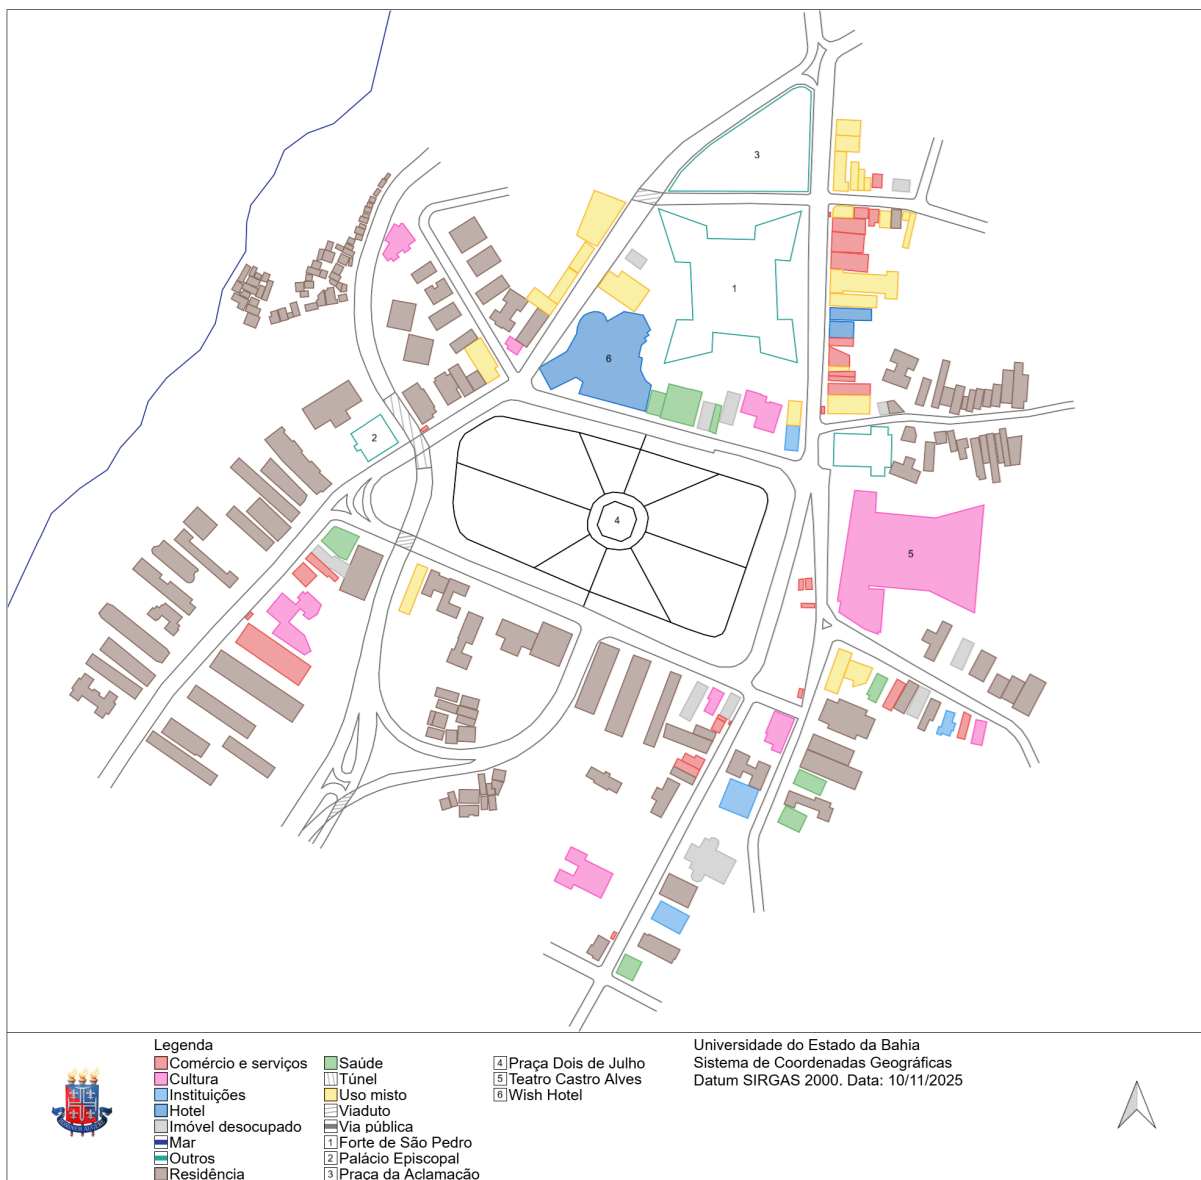 3
1
6
2
4
5
Legenda
Comércio e serviços
Cultura
Instituições
Hotel
Imóvel desocupado
Mar
Outros
Residência
Saúde
Túnel
Uso misto
Viaduto
Via pública
1 Forte de São Pedro
2 Palácio Episcopal
3 Praça da Aclamação
4 Praça Dois de Julho
5 Teatro Castro Alves
6 Wish Hotel
Universidade do Estado da Bahia
Sistema de Coordenadas Geográficas
Datum SIRGAS 2000. Data: 10/11/2025